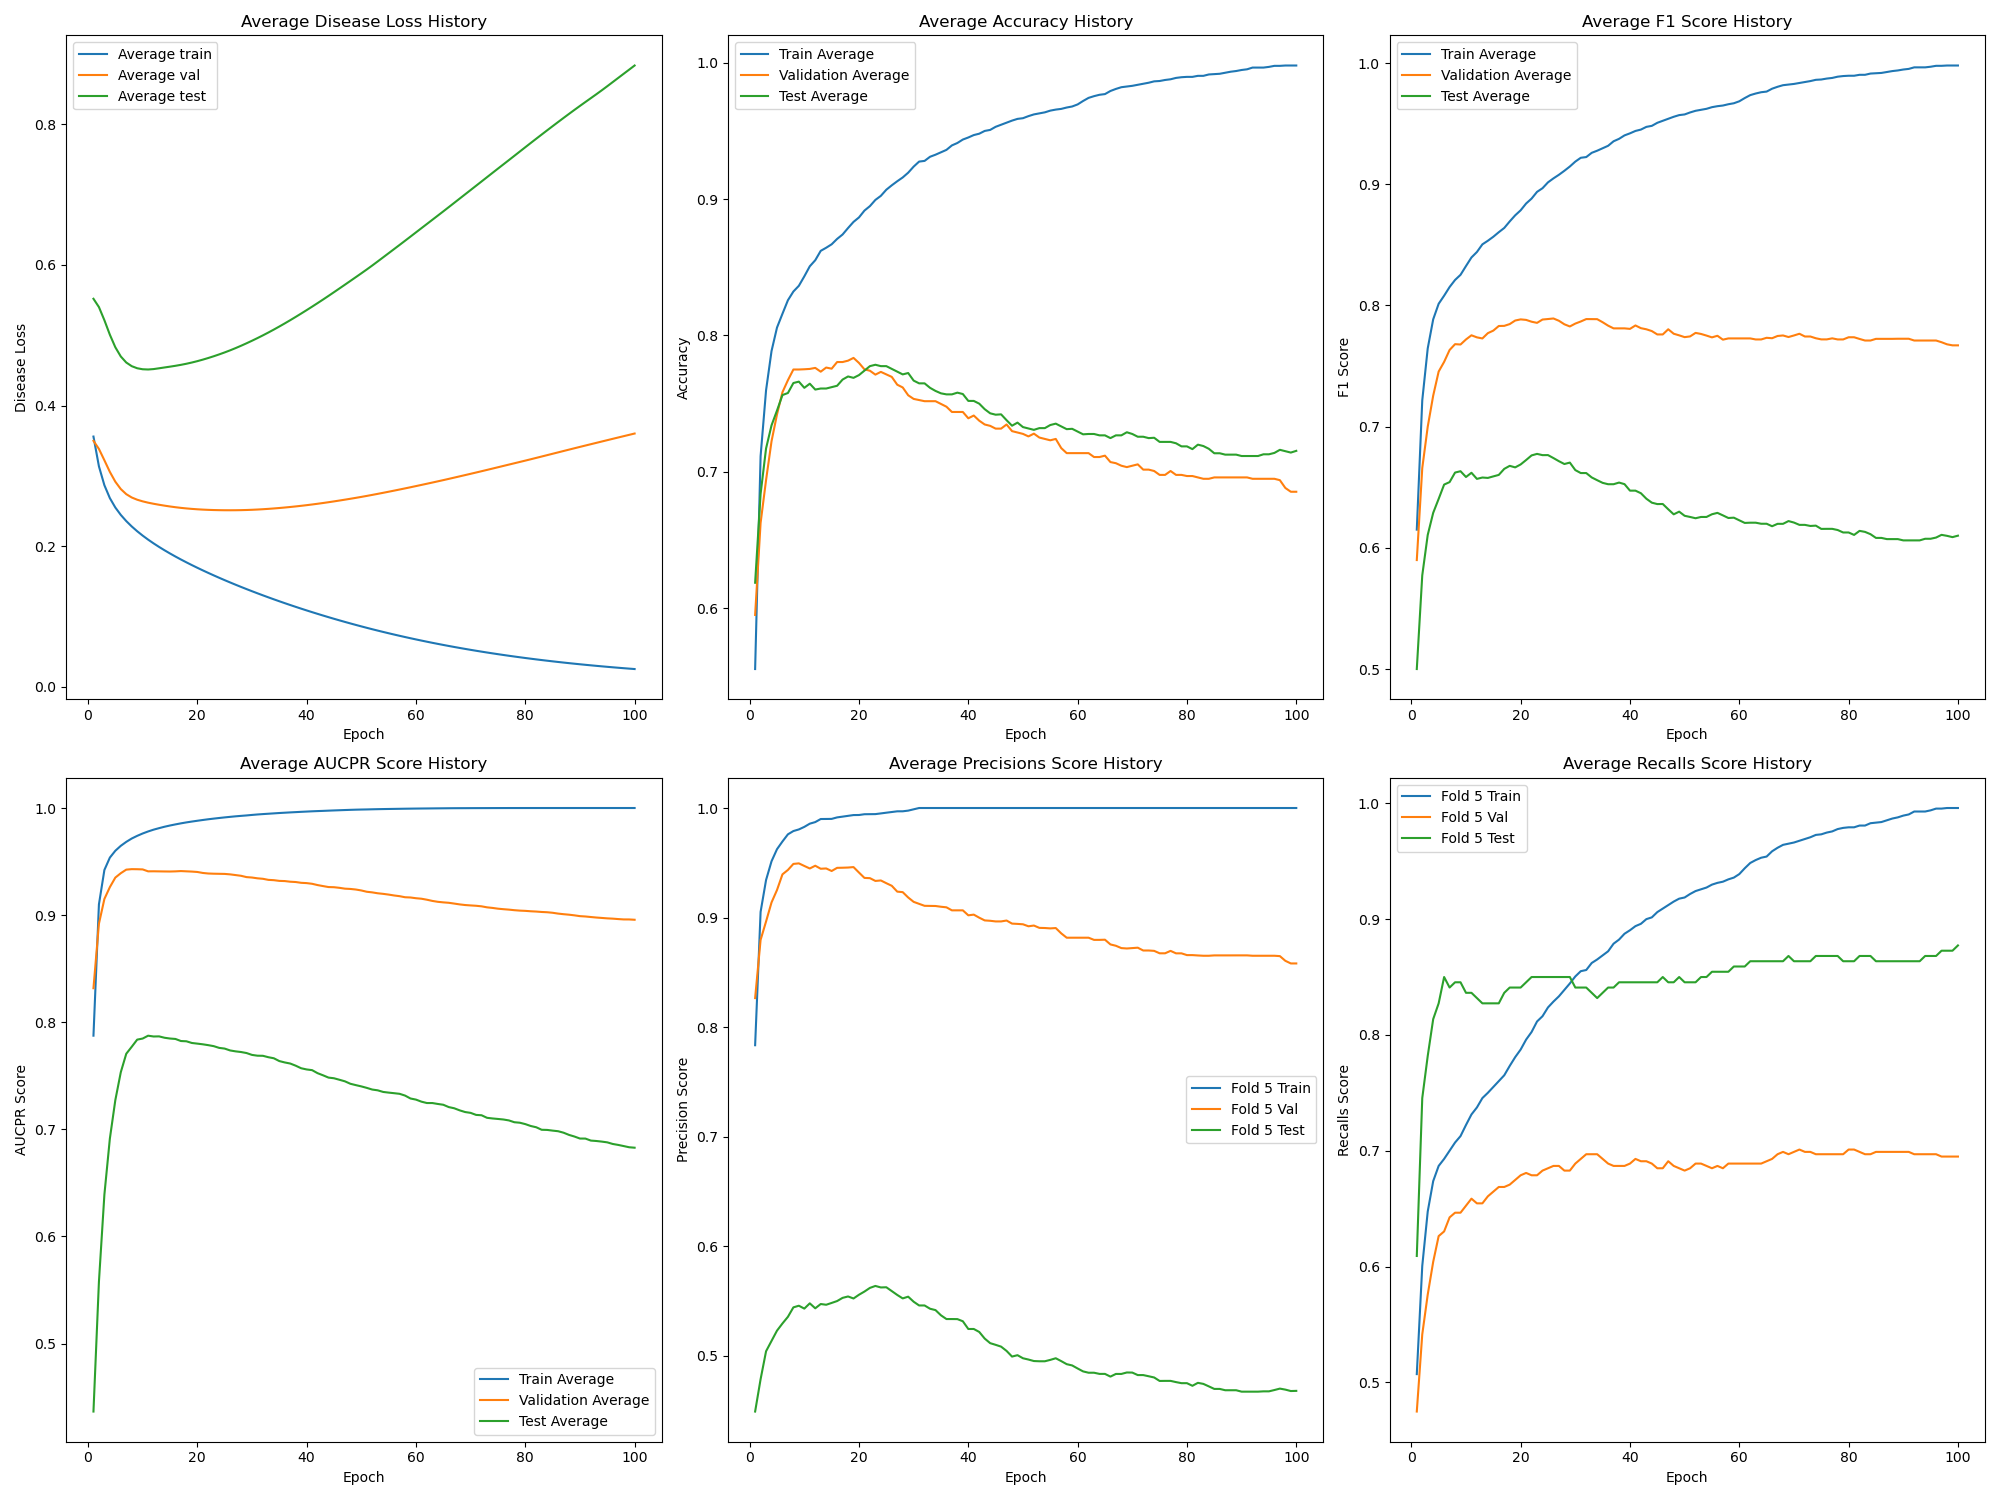 Average Disease Loss History
Average train
Average val
Average test
0.8
0.6
0.4
0.2
0.0
Disease Loss
0 20 40 60 80 100
Epoch
Average Accuracy History
Train Average
Validation Average
Test Average
1.0
0.9
0.8
0.7
0.6
Accuracy
0 20 40 60 80 100
Epoch
Average F1 Score History
Train Average
Validation Average
Test Average
1.0
0.9
0.8
0.7
0.6
0.5
F1 Score
0 20 40 60 80 100
Epoch
Average AUCPR Score History
1.0
0.9
0.8
0.7
0.6
0.5
AUCPR Score
Train Average
Validation Average
Test Average
0 20 40 60 80 100
Epoch
Average Precisions Score History
1.0
0.9
0.8
0.7
0.6
0.5
Precision Score
Fold 5 Train
Fold 5 Val
Fold 5 Test
0 20 40 60 80 100
Epoch
Average Recalls Score History
Fold 5 Train
Fold 5 Val
Fold 5 Test
1.0
0.9
0.8
0.7
0.6
0.5
Recalls Score
0 20 40 60 80 100
Epoch